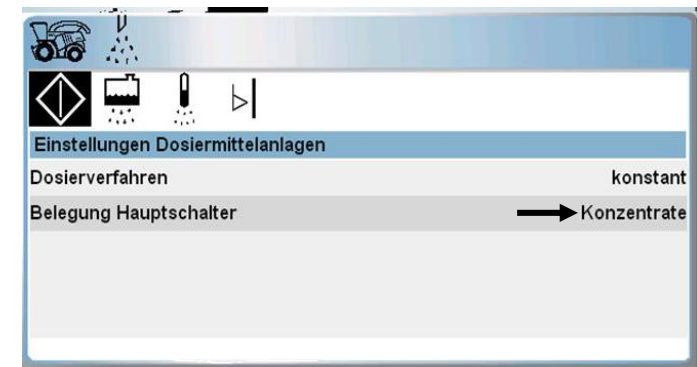 Einstellungen Dosiermittelanlagen
Dosierverfahren konstant
Belegung Hauptschalter Konzentrate